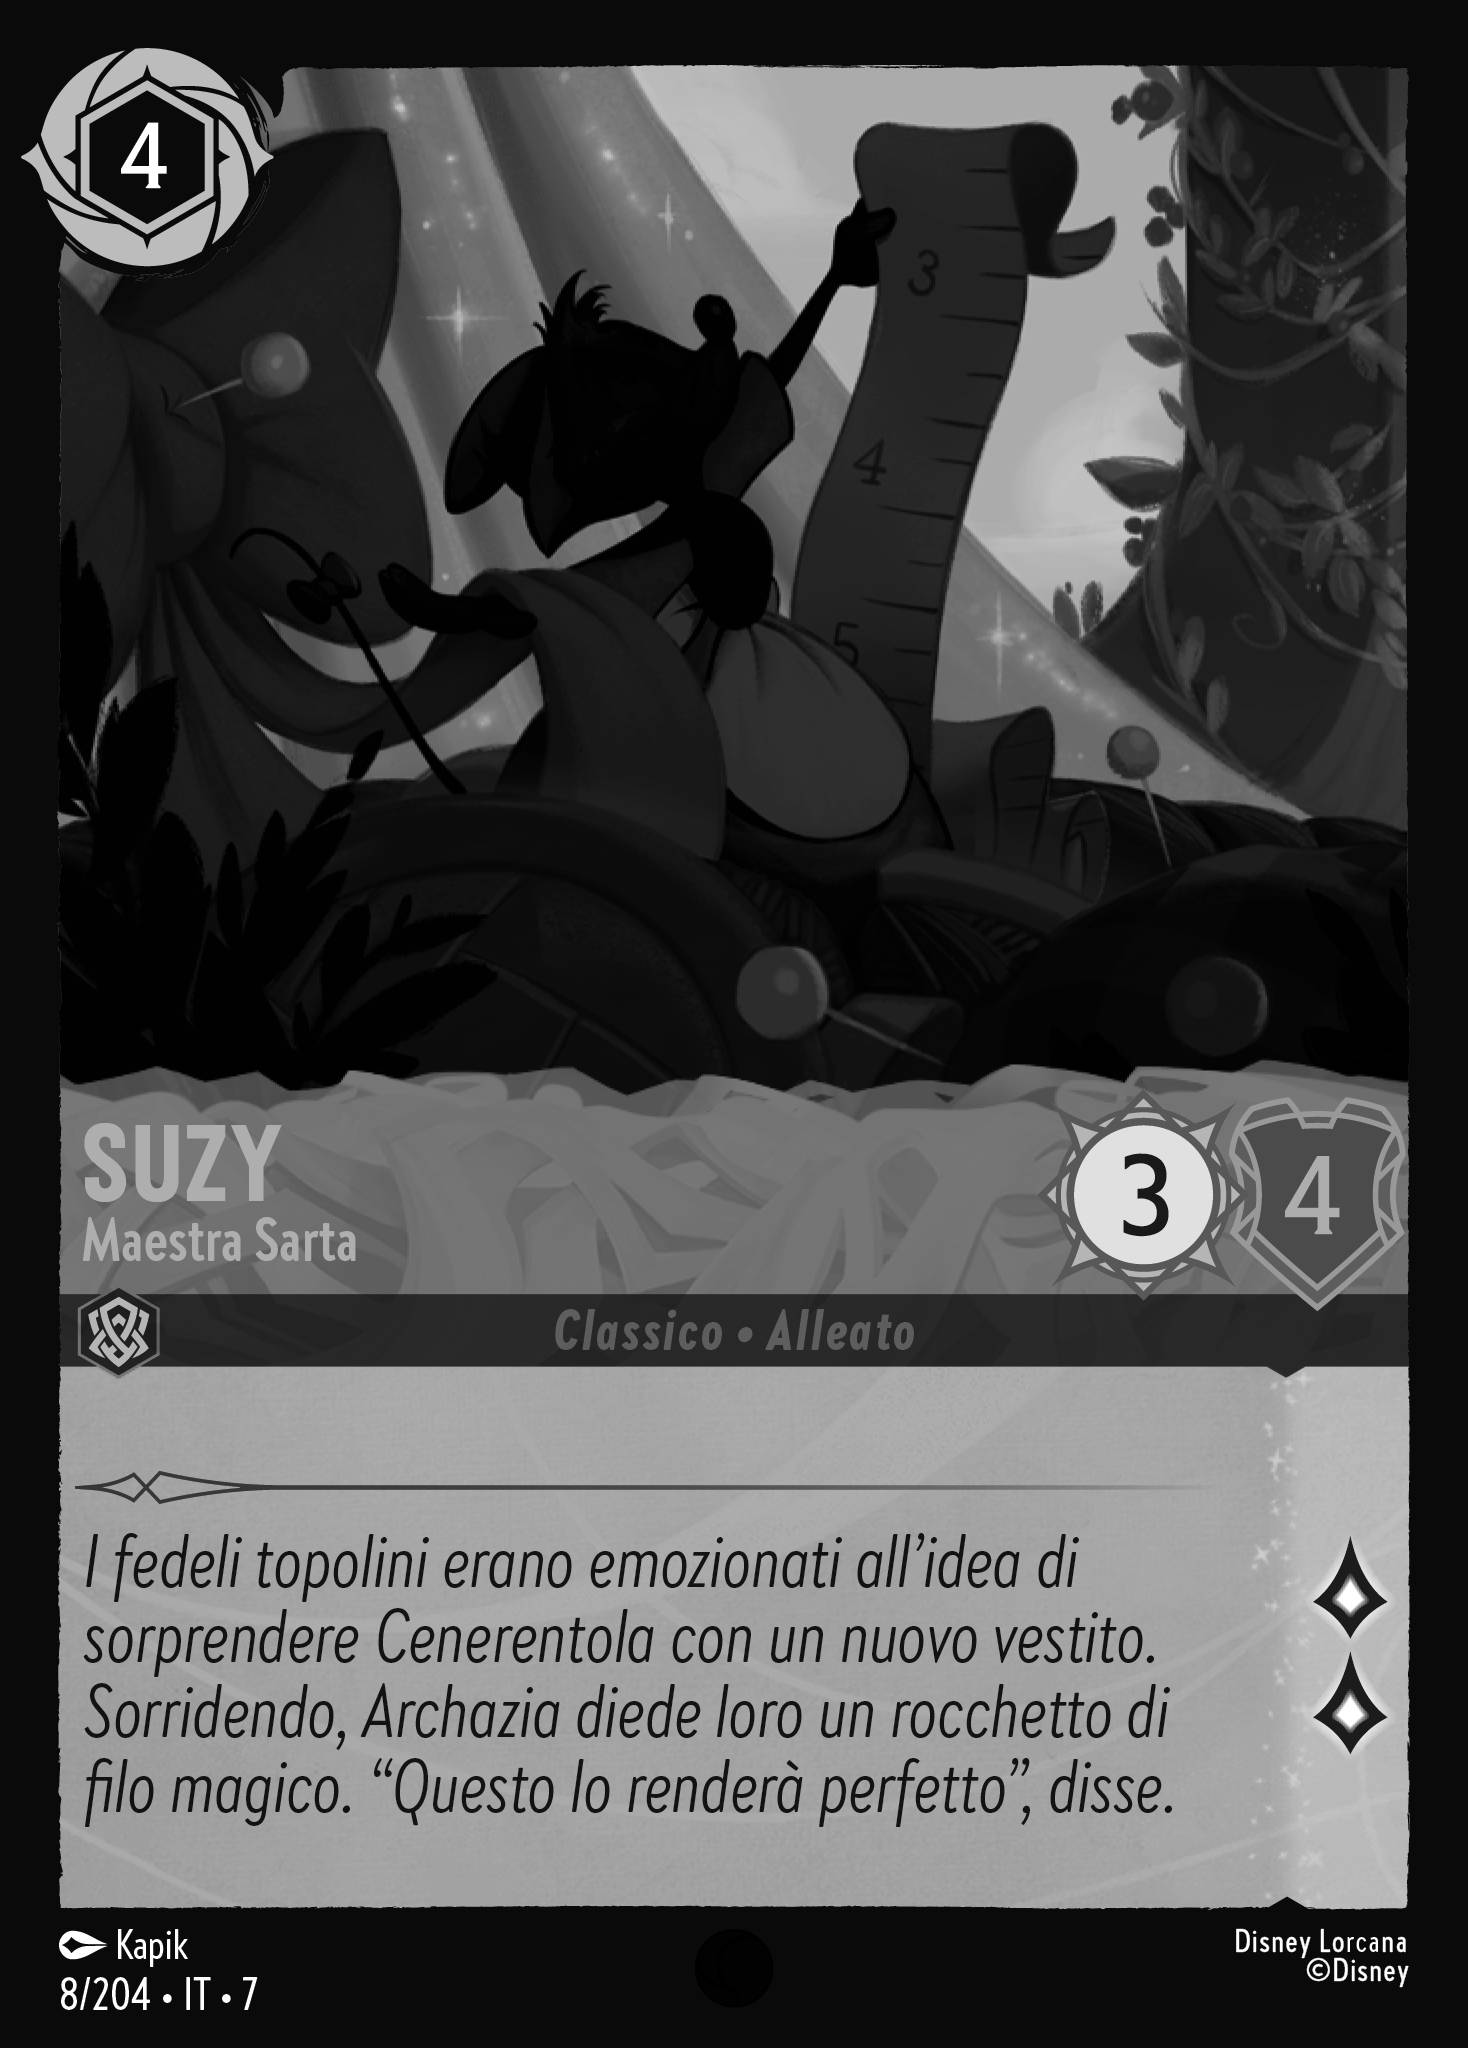 4
3
4
5
SUZY
Maestra Sarta
3
4
Classico • Alleato
I fedeli topolini erano emozionati all’idea di
sorprendere Cenerentola con un nuovo vestito.
Sorridendo, Archazia diede loro un rocchetto di
filo magico. “Questo lo renderà perfetto”, disse.
Kapik
8/204 • IT • 7
Disney Lorcana
©Disney